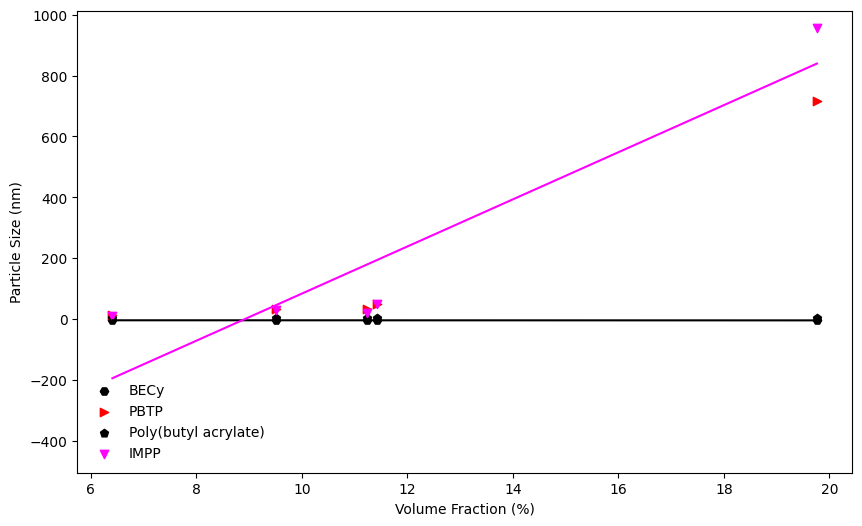 1000
800
600
400
200
0
−200
−400
Particle Size (nm)
BECy
PBTP
Poly(butyl acrylate)
IMPP
6 8 10 12 14 16 18 20
Volume Fraction (%)